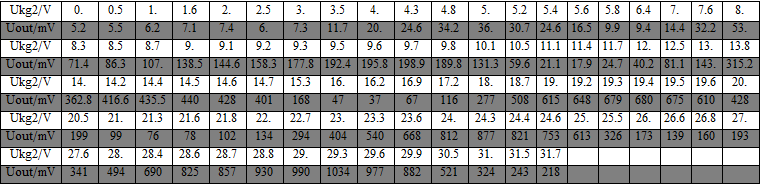 Ukg2/V 0. 0.5 1. 1.6 2. 2.5 3. 3.5 4. 4.3 4.8 5. 5.2 5.4 5.6 5.8 6.4 7. 7.6 8.
Uout/mV 5.2 5.5 6.2 7.1 7.4 6. 7.3 11.7 20. 24.6 34.2 36. 30.7 24.6 16.5 9.9 9.4 14.4 32.2 53.
Ukg2/V 8.3 8.5 8.7 9. 9.1 9.2 9.3 9.5 9.6 9.7 9.8 10.1 10.5 11.1 11.4 11.7 12. 12.5 13. 13.8
Uout/mV 71.4 86.3 107. 138.5 144.6 158.3 177.8 192.4 195.8 198.9 189.8 131.3 59.6 21.1 17.9 24.7 40.2 81.1 143. 315.2
Ukg2/V 14. 14.2 14.4 14.5 14.6 14.7 15.3 16. 16.2 16.9 17.2 18. 18.7 19. 19.2 19.3 19.4 19.5 19.6 20.
Uout/mV 362.8 416.6 435.5 440 428 401 168 47 37 67 116 277 508 615 648 679 680 675 610 428
Ukg2/V 20.5 21. 21.3 21.6 21.8 22. 22.7 23. 23.3 23.6 24. 24.3 24.4 24.6 25. 25.5 26. 26.6 26.8 27.
Uout/mV 199 99 76 78 102 134 294 404 540 668 812 877 821 753 613 326 173 139 160 193
Ukg2/V 27.6 28. 28.4 28.6 28.7 28.8 29. 29.3 29.6 29.9 30.5 31. 31.5 31.7
Uout/mV 341 494 690 825 857 930 990 1034 977 882 521 324 243 218